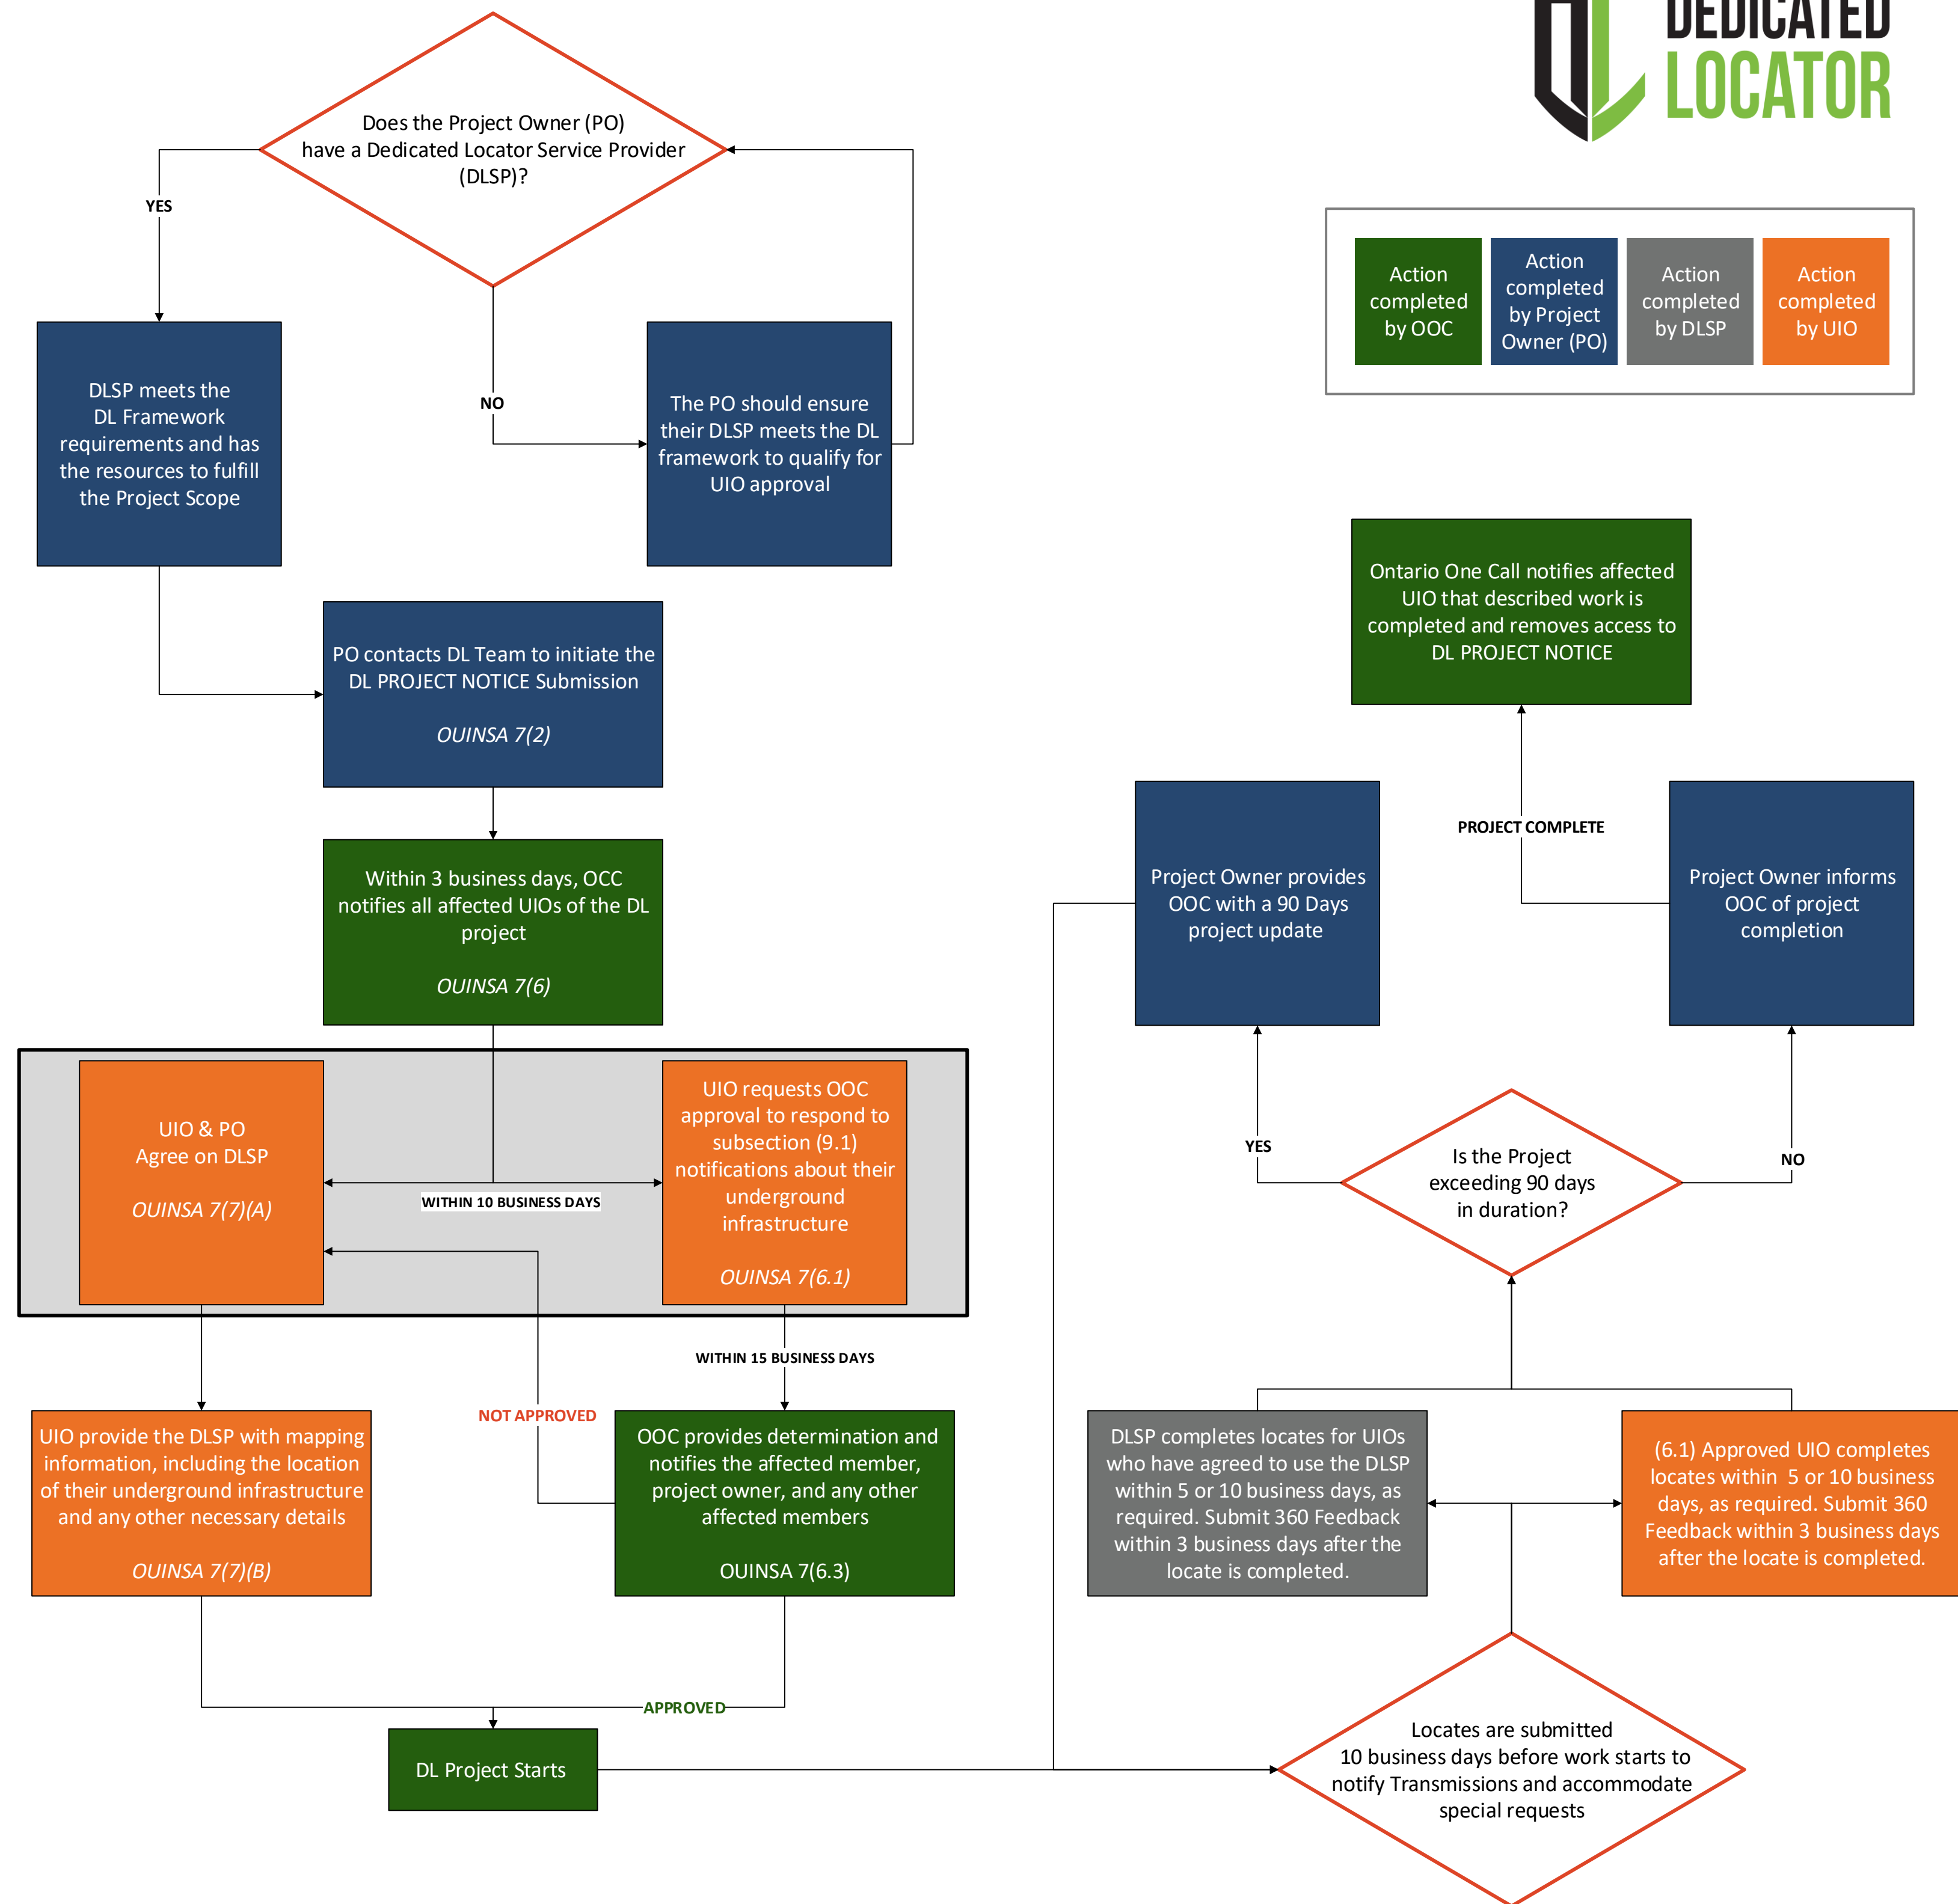 DEDICATED
LOCATOR
Does the Project Owner (PO)
have a Dedicated Locator Service Provider
(DLSP)?
YES
NO
Action
completed
by OOC
Action
completed
by Project
Owner (PO)
Action
completed
by DLSP
Action
completed
by UIO
DLSP meets the
DL Framework
requirements and has
the resources to fulfill
the Project Scope
The PO should ensure
their DLSP meets the DL
framework to qualify for
UIO approval
PO contacts DL Team to initiate the
DL PROJECT NOTICE Submission
OUINSA 7(2)
Within 3 business days, OCC
notifies all affected UIOs of the DL
project
OUINSA 7(6)
UIO & PO
Agree on DLSP
OUINSA 7(7)(A)
WITHIN 10 BUSINESS DAYS
UIO requests OOC
approval to respond to
subsection (9.1)
notifications about their
underground
infrastructure
OUINSA 7(6.1)
WITHIN 15 BUSINESS DAYS
NOT APPROVED
UIO provide the DLSP with mapping
information, including the location
of their underground infrastructure
and any other necessary details
OUINSA 7(7)(B)
OOC provides determination and
notifies the affected member,
project owner, and any other
affected members
OUINSA 7(6.3)
APPROVED
DL Project Starts
Ontario One Call notifies affected
UIO that described work is
completed and removes access to
DL PROJECT NOTICE
PROJECT COMPLETE
Project Owner provides
OOC with a 90 Days
project update
Project Owner informs
OOC of project
completion
YES
NO
Is the Project
exceeding 90 days
in duration?
DLSP completes locates for UIOs
who have agreed to use the DLSP
within 5 or 10 business days, as
required. Submit 360 Feedback
within 3 business days after the
locate is completed.
(6.1) Approved UIO completes
locates within 5 or 10 business
days, as required. Submit 360
Feedback within 3 business days
after the locate is completed.
Locates are submitted
10 business days before work starts to
notify Transmissions and accommodate
special requests